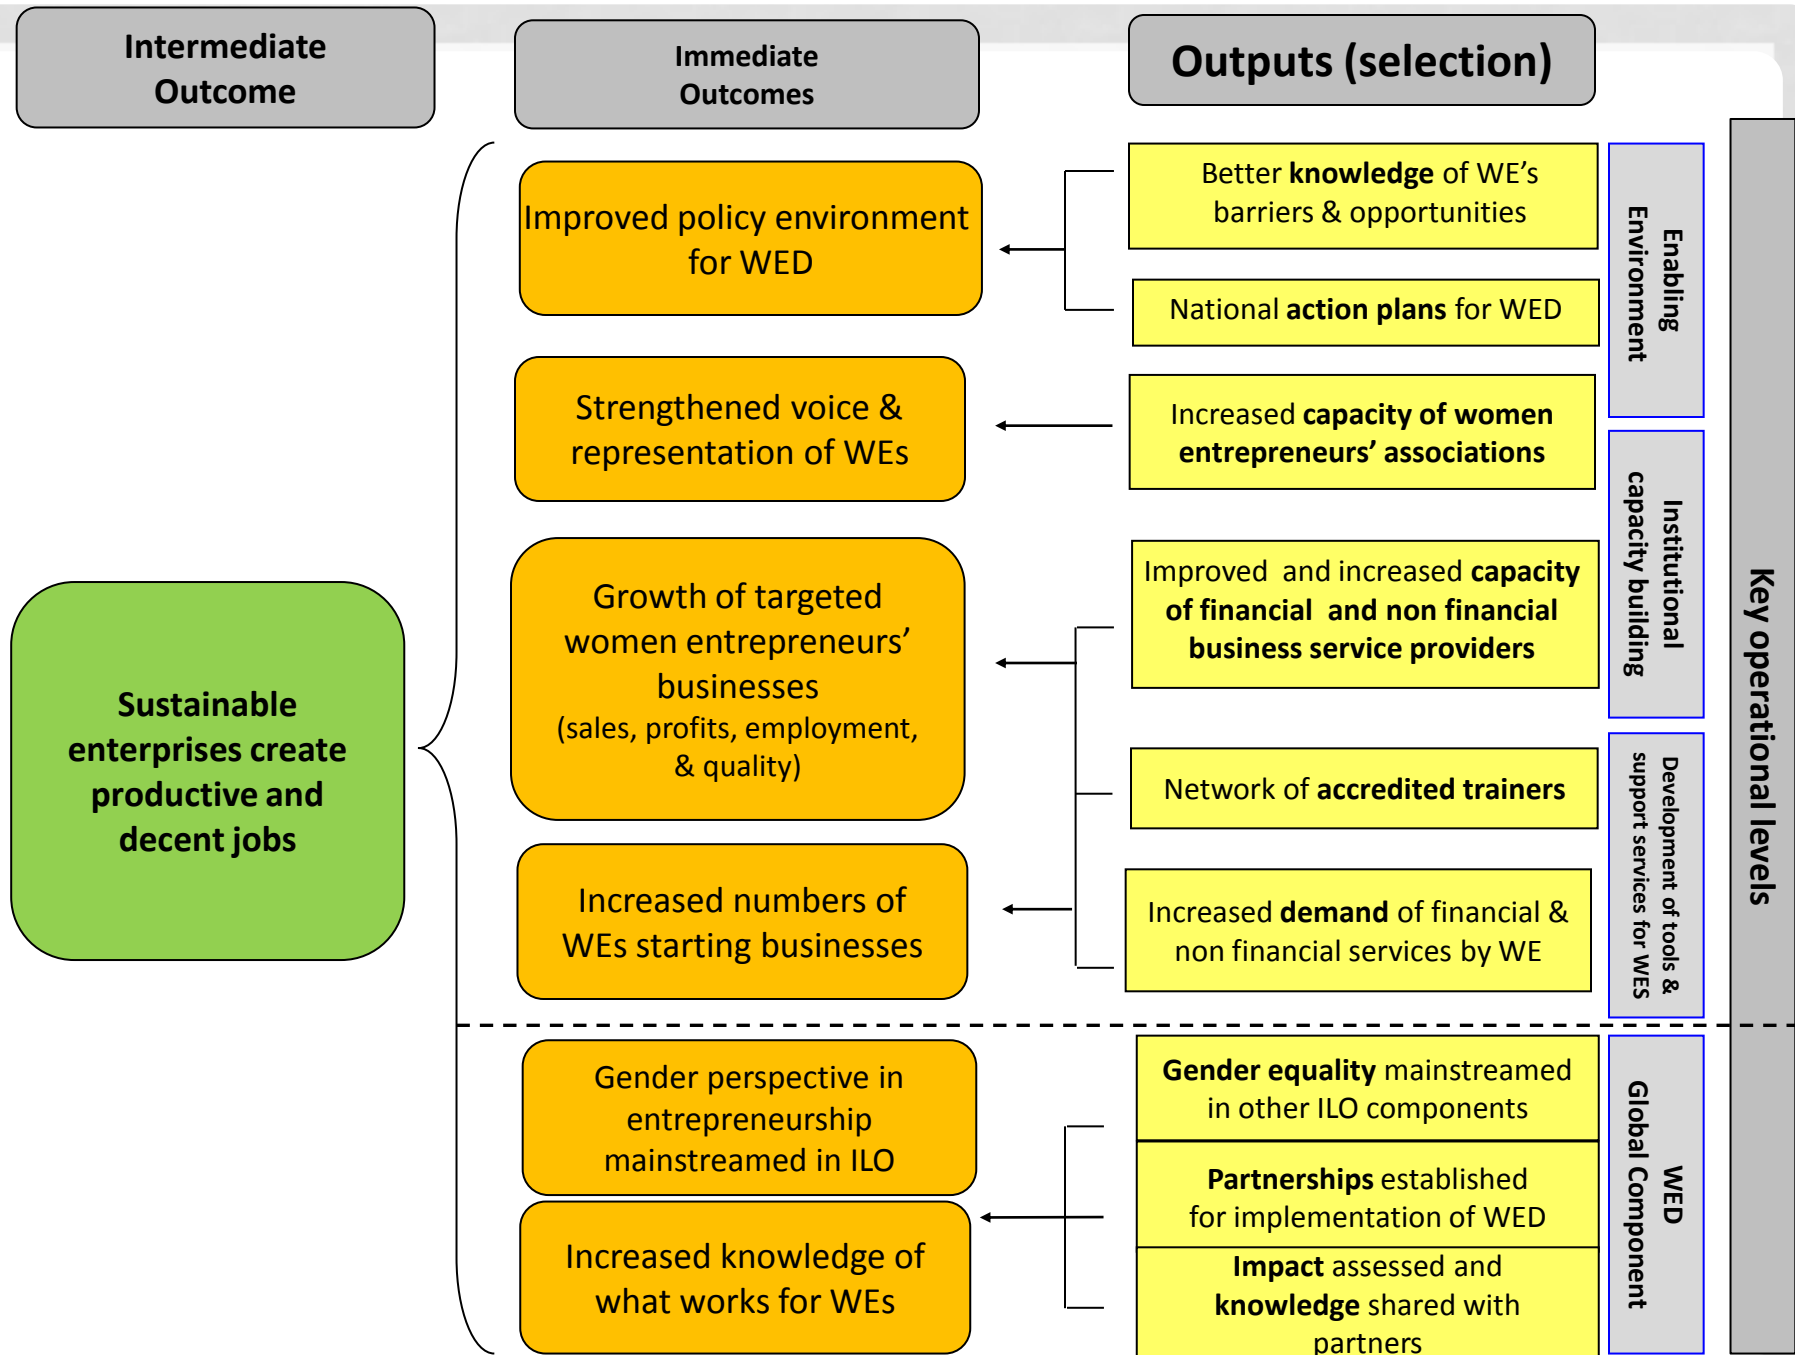 Intermediate
Outcome
Immediate
Outcomes
Outputs (selection)
Sustainable
enterprises create
productive and
decent jobs
Improved policy environment
for WED
Strengthened voice &
representation of WEs
Growth of targeted
women entrepreneurs’
businesses
(sales, profits, employment,
& quality)
Increased numbers of
WEs starting businesses
Gender perspective in
entrepreneurship
mainstreamed in ILO
Increased knowledge of
what works for WEs
Better knowledge of WE’s
barriers & opportunities
National action plans for WED
Increased capacity of women
entrepreneurs’ associations
Improved  and increased capacity
of financial  and non financial
business service providers
Network of accredited trainers
Increased demand of financial &
non financial services by WE
Gender equality mainstreamed
in other ILO components
Partnerships established
for implementation of WED
Impact assessed and
knowledge shared with
partners
Enabling
Environment
Institutional
capacity building
Development of tools &
support services for WES
WED
Global Component
Key operational levels